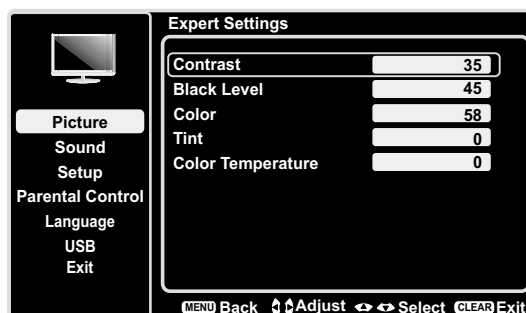 Expert Settings
Contrast 35
Black Level 45
Color 58
Tint 0
Color Temperature 0
Picture
Sound
Setup
Parental Control
Language
USB
Exit
MENU Back Adjust Select CLEAR Exit